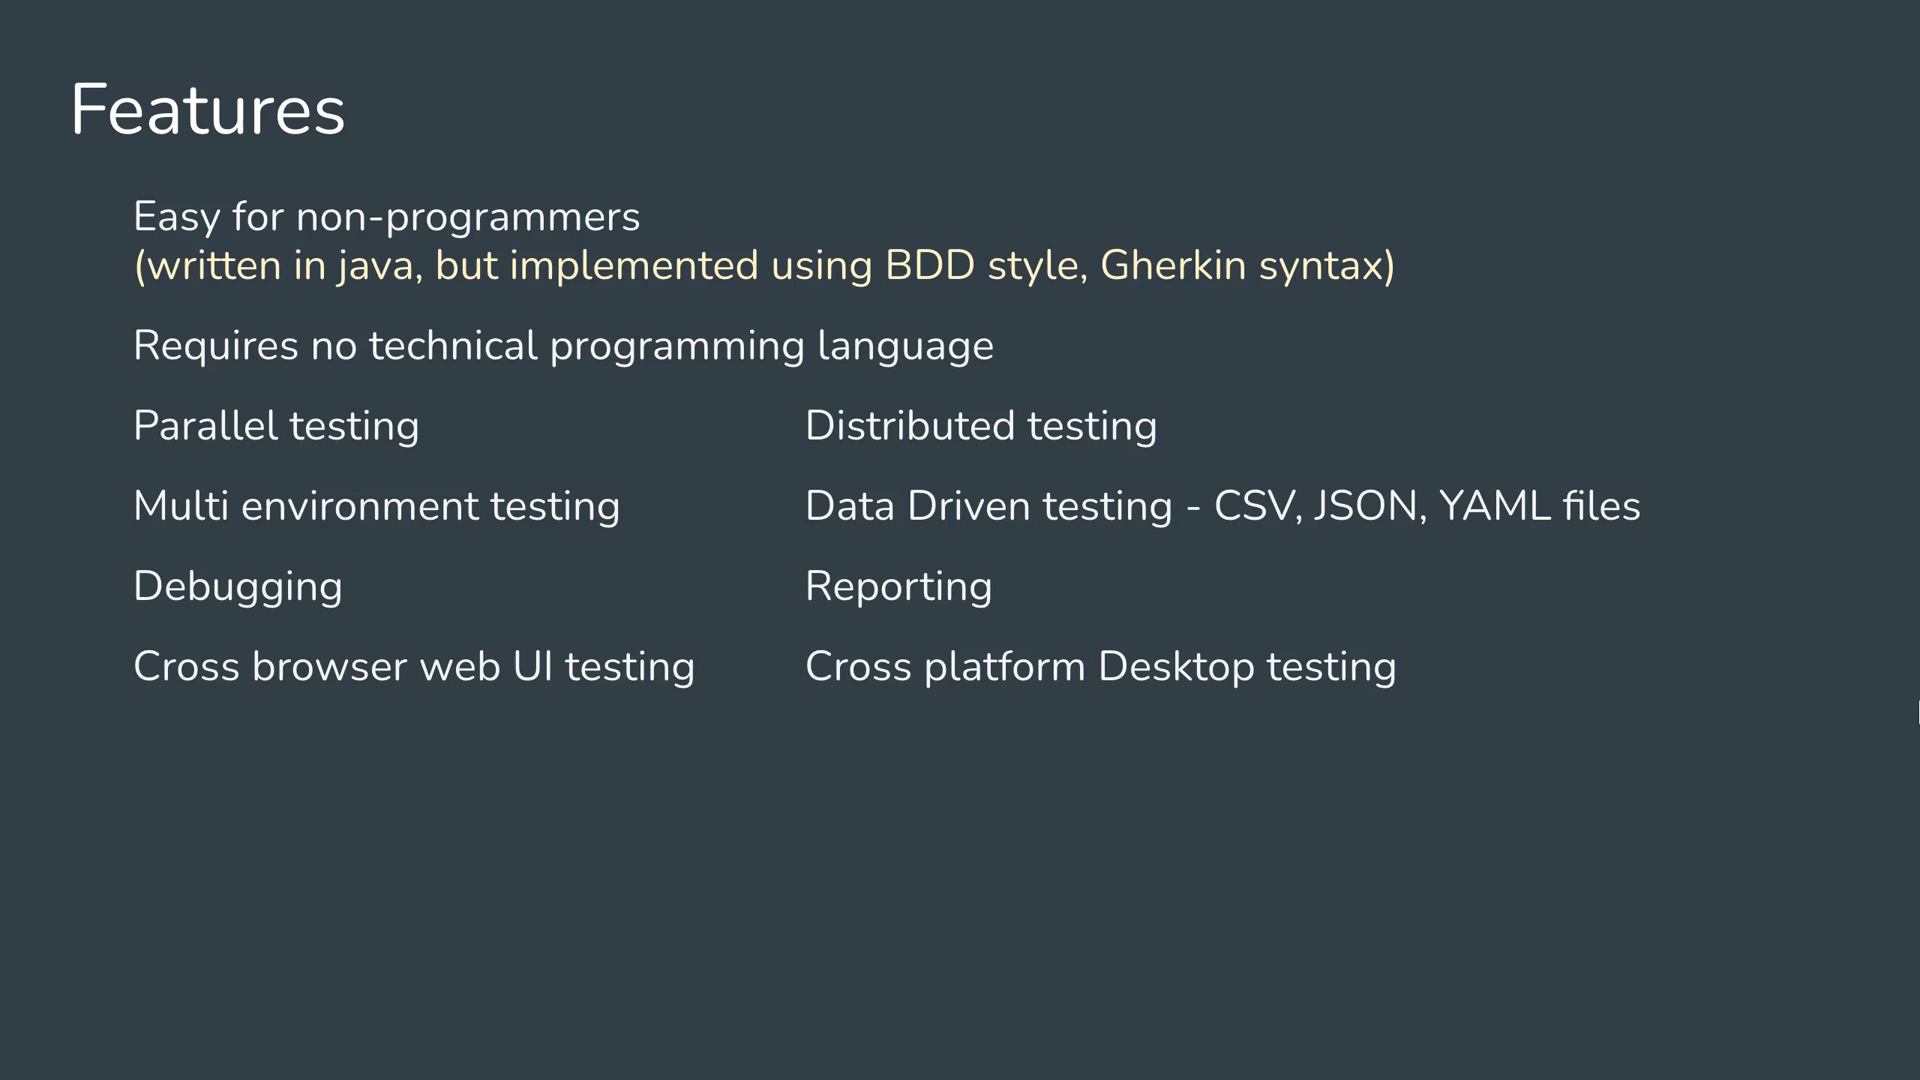 Features
Easy for non-programmers
(written in java, but implemented using BDD style, Gherkin syntax)
Requires no technical programming language
Parallel testing
Distributed testing
Multi environment testing
Data Driven testing - CSV, JSON, YAML files
Debugging
Reporting
Cross browser web UI testing
Cross platform Desktop testing